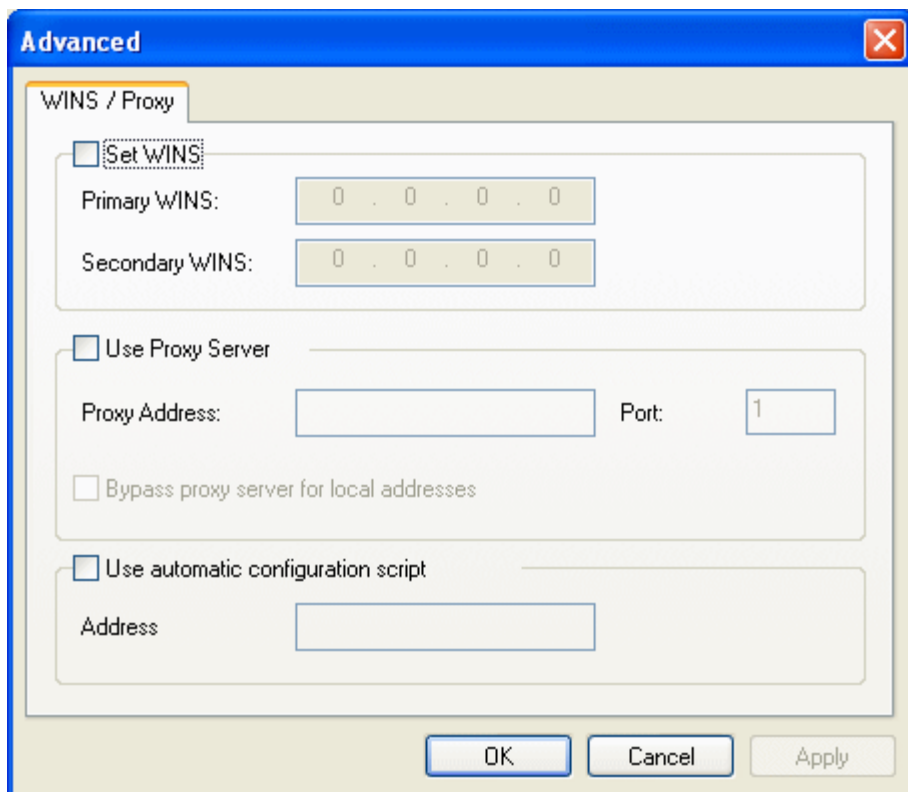 Advanced
WINS / Proxy
Set WINS
Primary WINS: 0 . 0 . 0 . 0
Secondary WINS: 0 . 0 . 0 . 0
Use Proxy Server
Proxy Address: Port: 1
Bypass proxy server for local addresses
Use automatic configuration script
Address
OK Cancel Apply